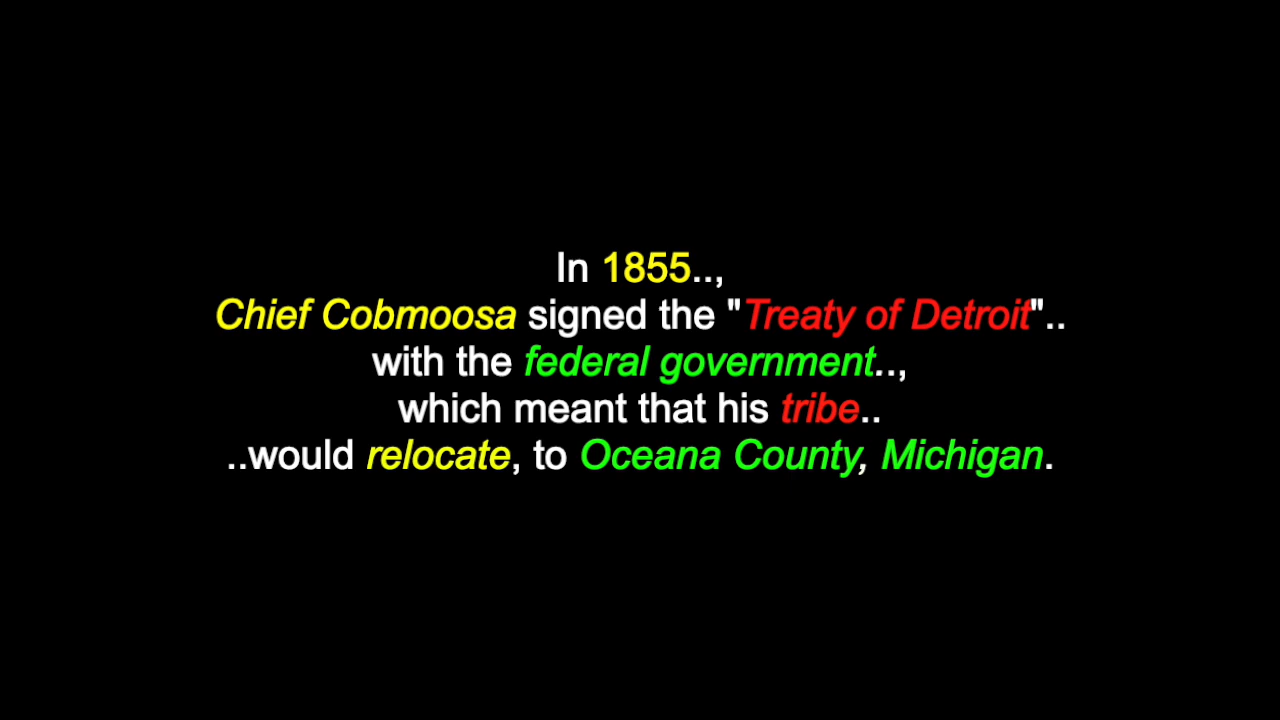 In 1855..,
Chief Cobmoosa signed the "Treaty of Detroit"..
with the federal government..,
which meant that his tribe..
..would relocate, to Oceana County, Michigan.